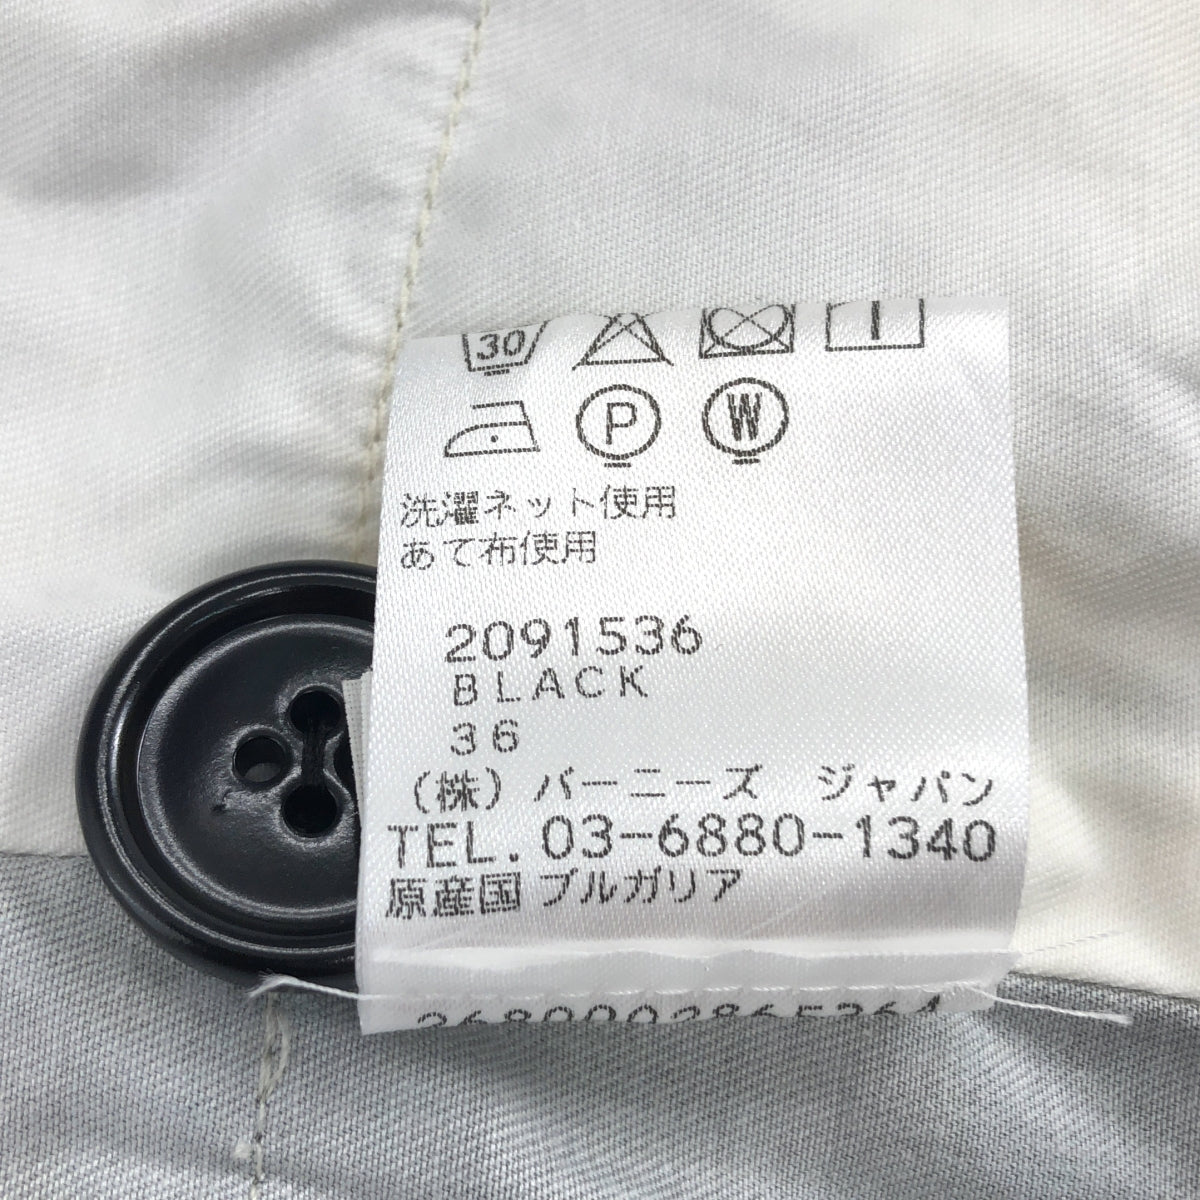 30
P W
洗濯ネット使用
あて布使用
2091536
BLACK
36
(株) バーニーズ ジャパン
TEL. 03-6880-1340
原産国 ブルガリア